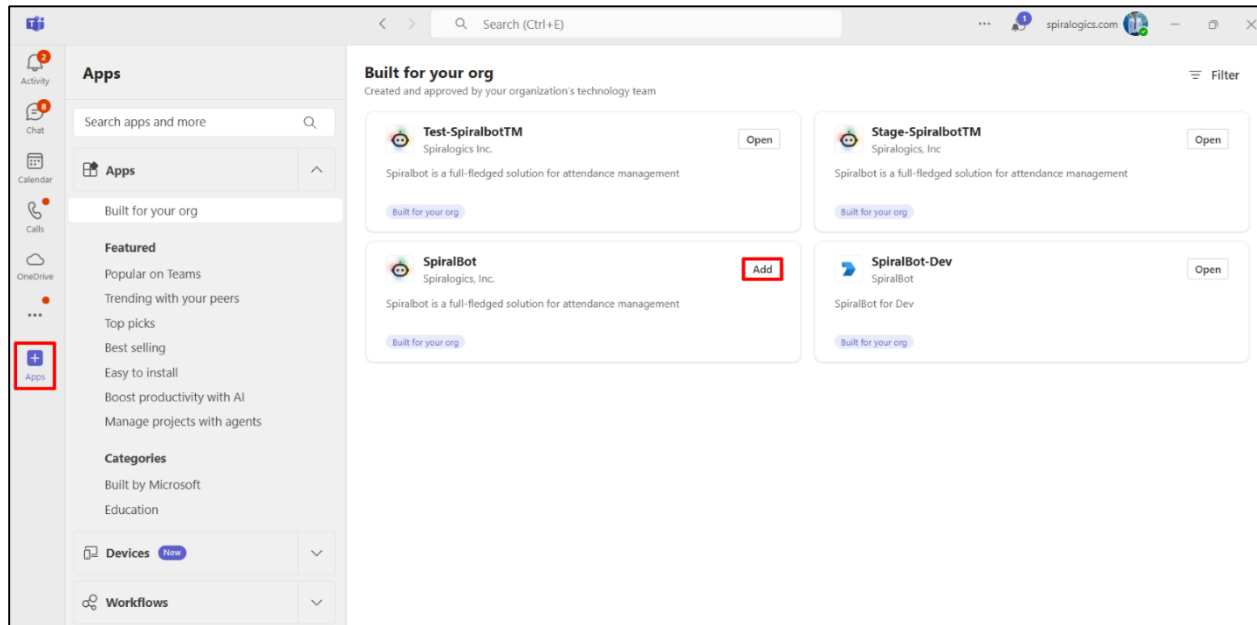 Search (Ctrl+E)
1
spiralogics.com
2
Activity
8
Chat
Calendar
Calls
OneDrive
Apps
Apps
Search apps and more
Apps
Built for your org
Featured
Popular on Teams
Trending with your peers
Top picks
Best selling
Easy to install
Boost productivity with AI
Manage projects with agents
Categories
Built by Microsoft
Education
Devices New
Workflows
Built for your org
Filter
Created and approved by your organization's technology team
Test-SpiralbotTM
Open
Spiralogics Inc.
Spiralbot is a full-fledged solution for attendance management
Built for your org
Stage-SpiralbotTM
Open
Spiralogics, Inc
Spiralbot is a full-fledged solution for attendance management
Built for your org
SpiralBot
Add
Spiralogics, Inc.
Spiralbot is a full-fledged solution for attendance management
Built for your org
SpiralBot-Dev
Open
SpiralBot
SpiralBot for Dev
Built for your org